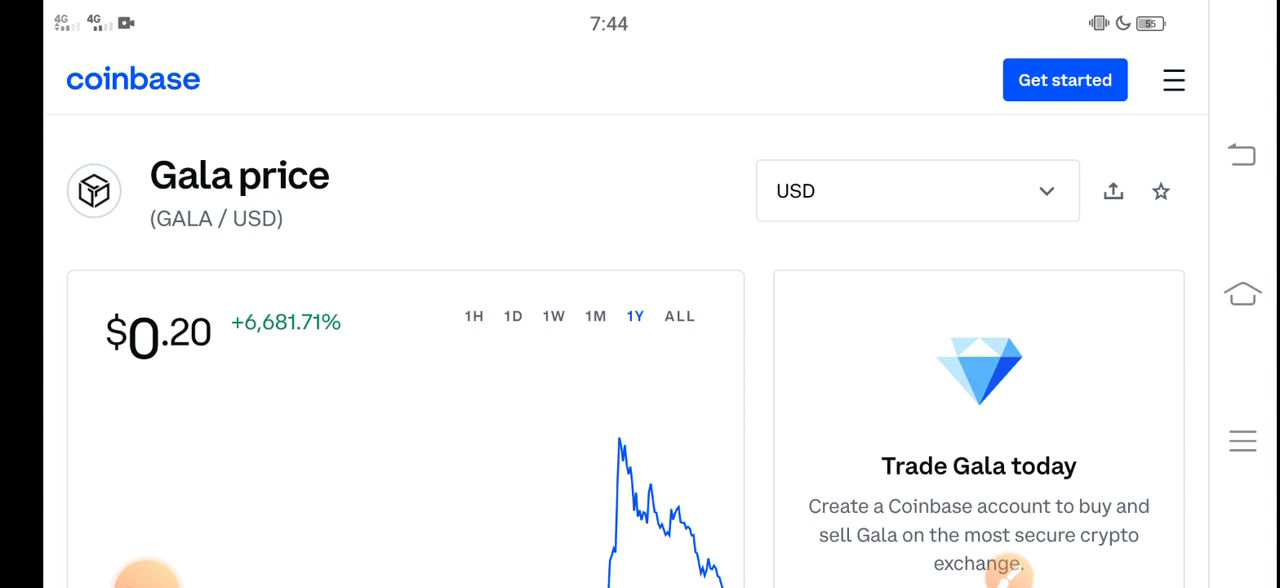 4G 4G 7:44 55
coinbase Get started
Gala price
(GALA / USD)
USD
$0.20 +6,681.71% 1H 1D 1W 1M 1Y ALL
Trade Gala today
Create a Coinbase account to buy and
sell Gala on the most secure crypto
exchange.